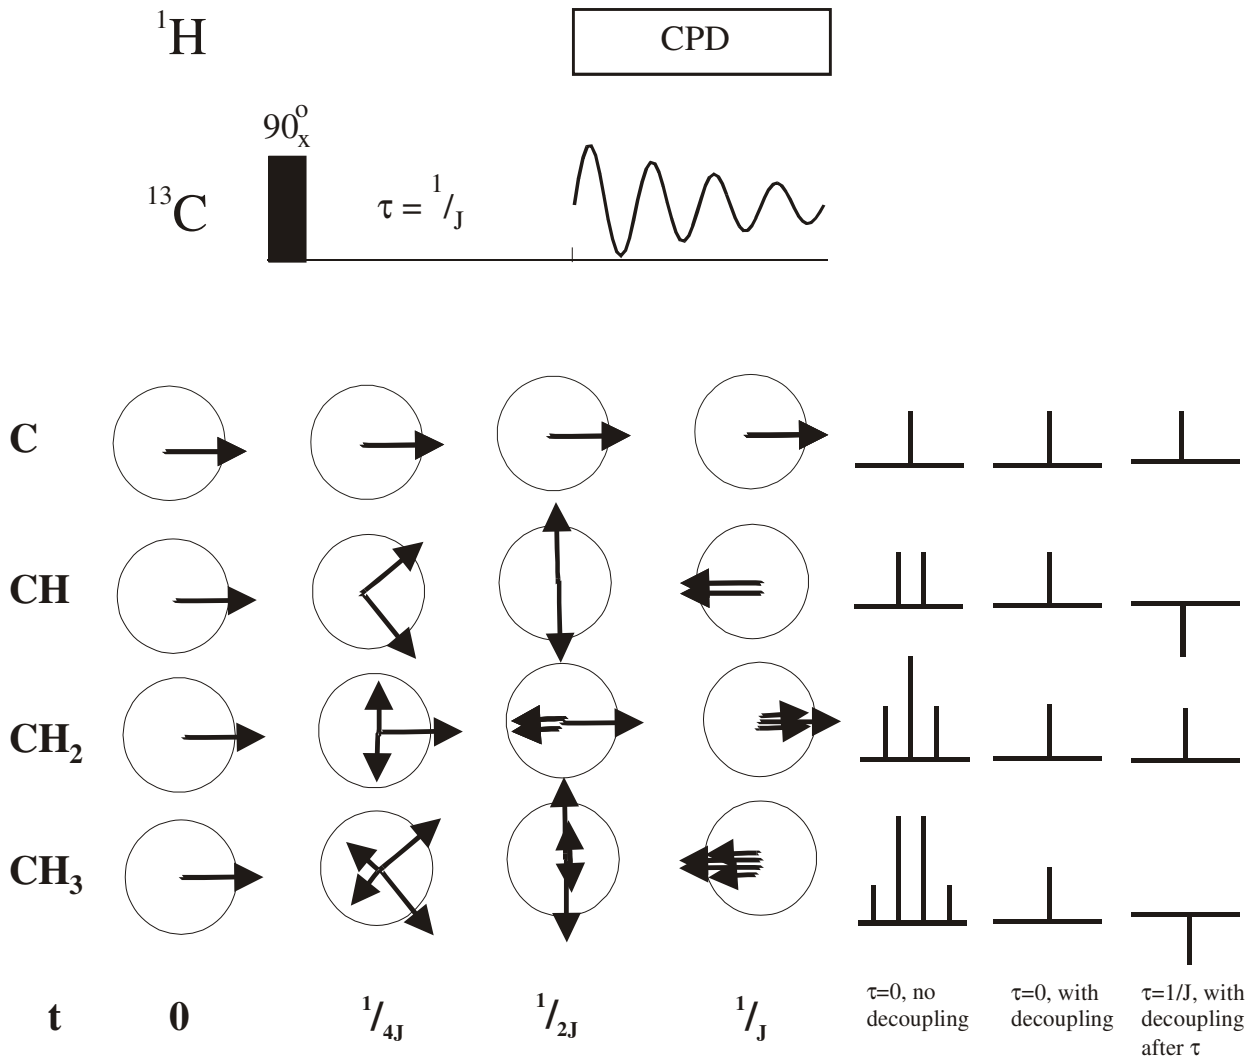 ¹H
CPD
90°ₓ
¹³C
τ = ¹/J
C
CH
CH₂
CH₃
t 0 ¹/4J ¹/2J ¹/J
τ=0, no
decoupling
τ=0, with
decoupling
τ=1/J, with
decoupling
after τ